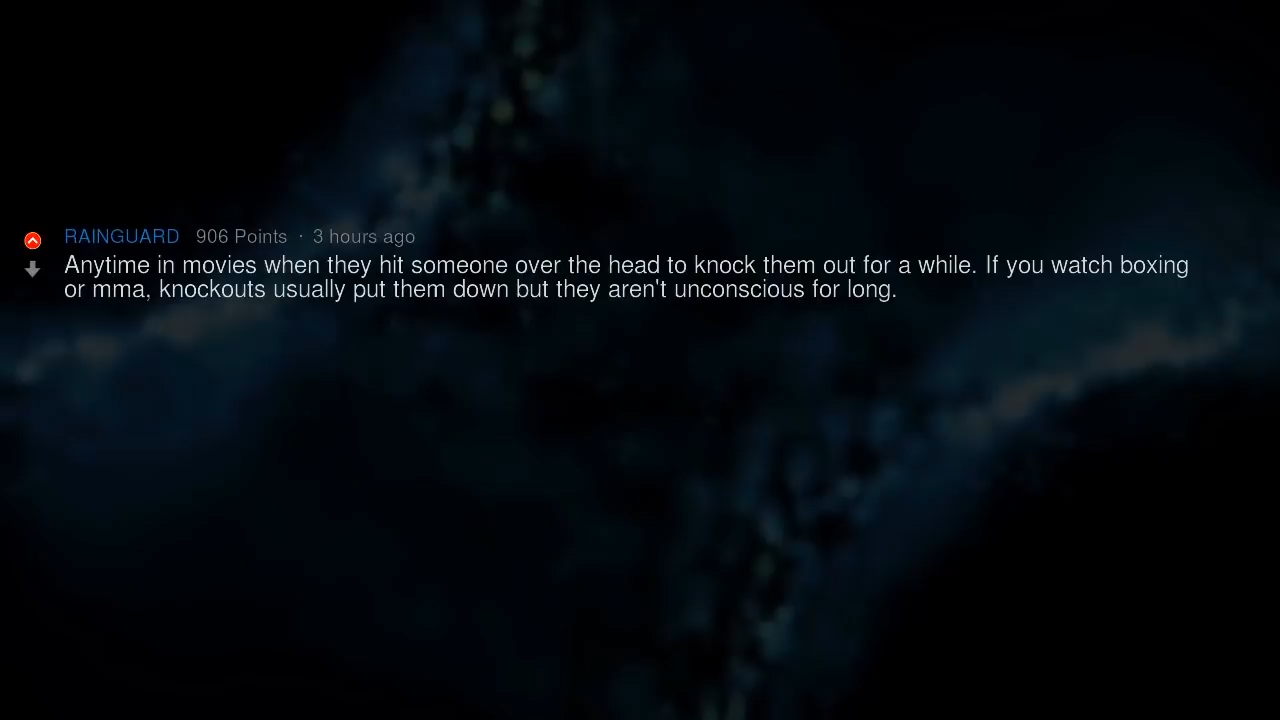 RAINGUARD 906 Points · 3 hours ago
Anytime in movies when they hit someone over the head to knock them out for a while. If you watch boxing
or mma, knockouts usually put them down but they aren't unconscious for long.